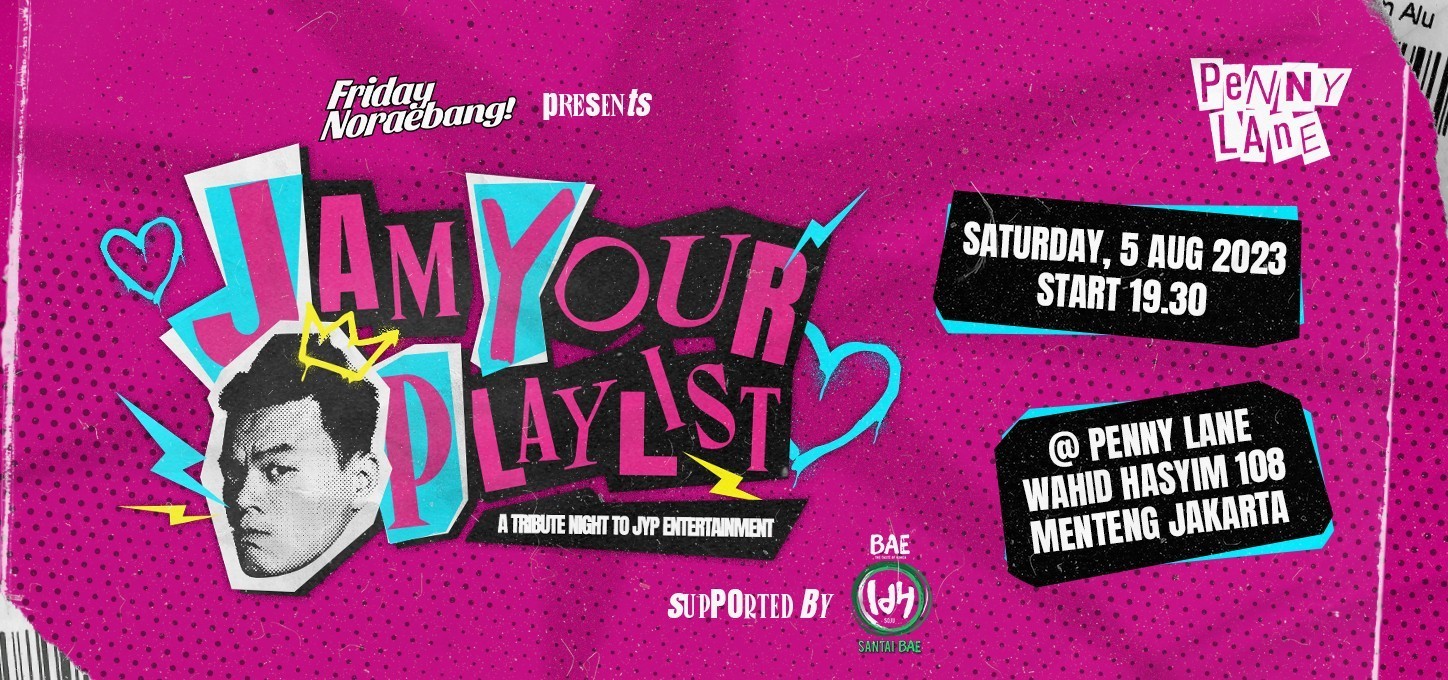 Friday
Noraebang!
PRESENTS
PENNY
LANE
JAM YOUR
PLAYLIST
A TRIBUTE NIGHT TO JYP ENTERTAINMENT
SATURDAY, 5 AUG 2023
START 19.30
@ PENNY LANE
WAHID HASYIM 108
MENTENG JAKARTA
SUPPORTED BY
BAE
SOJU
SANTAI BAE